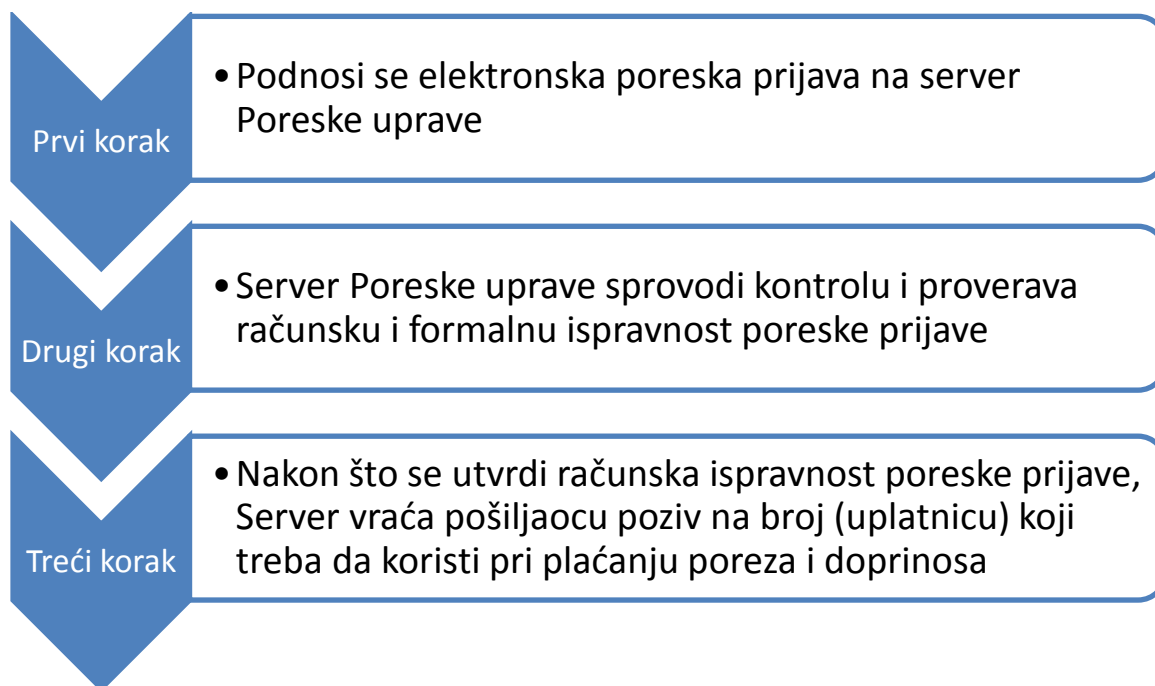 Prvi korak
•Podnosi se elektronska poreska prijava na server
Poreske uprave
Drugi korak
•Server Poreske uprave sprovodi kontrolu i proverava
računsku i formalnu ispravnost poreske prijave
Treći korak
•Nakon što se utvrdi računska ispravnost poreske prijave,
Server vraća pošiljaocu poziv na broj (uplatnicu) koji
treba da koristi pri plaćanju poreza i doprinosa